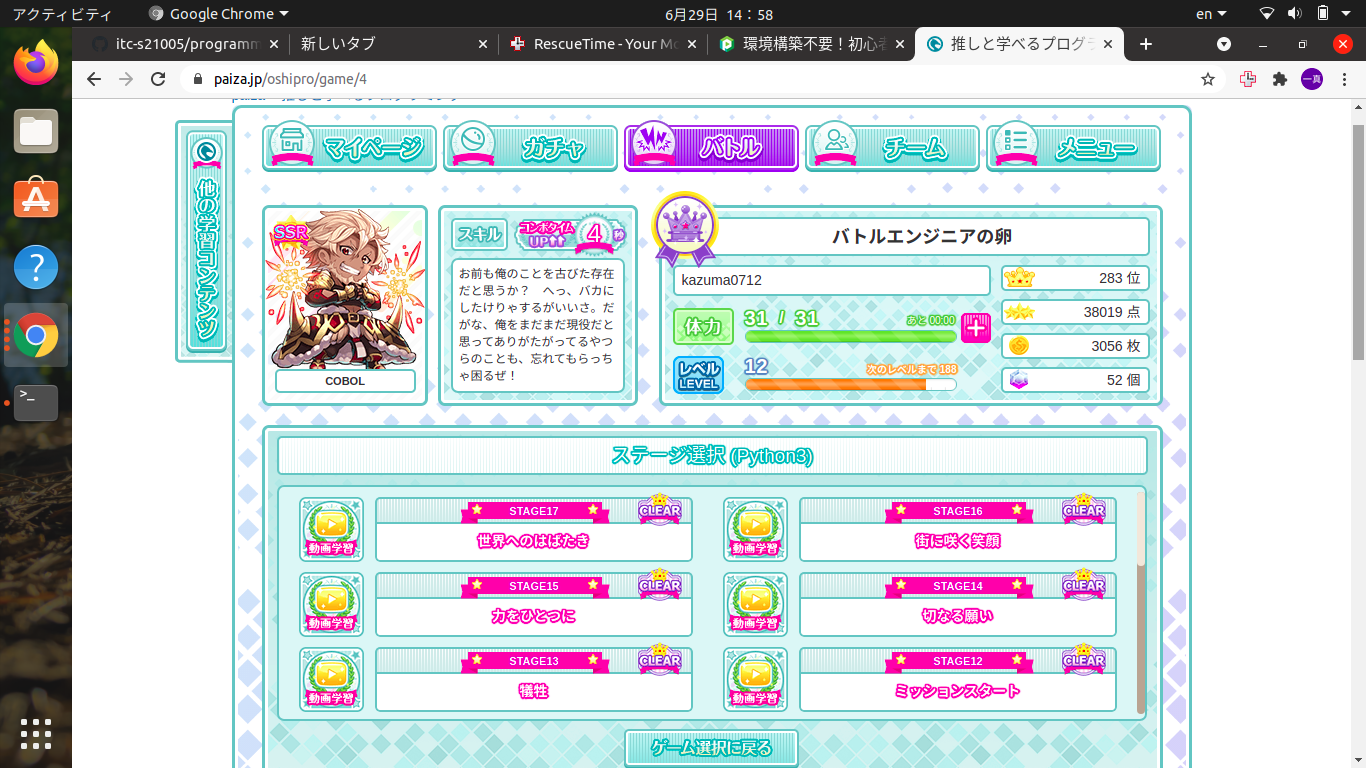 アクティビティ
Google Chrome
6月29日 14：58
en
itc-s21005/programm
新しいタブ
RescueTime - Your Mo
環境構築不要！初心者
推しと学べるプログラ
paiza.jp/oshipro/game/4
一真
マイページ
ガチャ
バトル
チーム
メニュー
他の学習コンテンツ
SSR
COBOL
スキル
コンボタイム
UP
4
秒
お前も俺のことを古びた存在
だと思うか？　へっ、バカに
したけりゃするがいいさ。だ
がな、俺をまだまだ現役だと
思ってありがたがってるやつ
らのことも、忘れてもらっち
ゃ困るぜ！
バトルエンジニアの卵
kazuma0712
283 位
38019 点
3056 枚
52 個
体力
31 / 31
あと 00:00
レベル
LEVEL
12
次のレベルまで 188
ステージ選択 (Python3)
動画学習
STAGE17
CLEAR
世界へのはばたき
動画学習
STAGE16
CLEAR
街に咲く笑顔
動画学習
STAGE15
CLEAR
力をひとつに
動画学習
STAGE14
CLEAR
切なる願い
動画学習
STAGE13
CLEAR
犠牲
動画学習
STAGE12
CLEAR
ミッションスタート
ゲーム選択に戻る